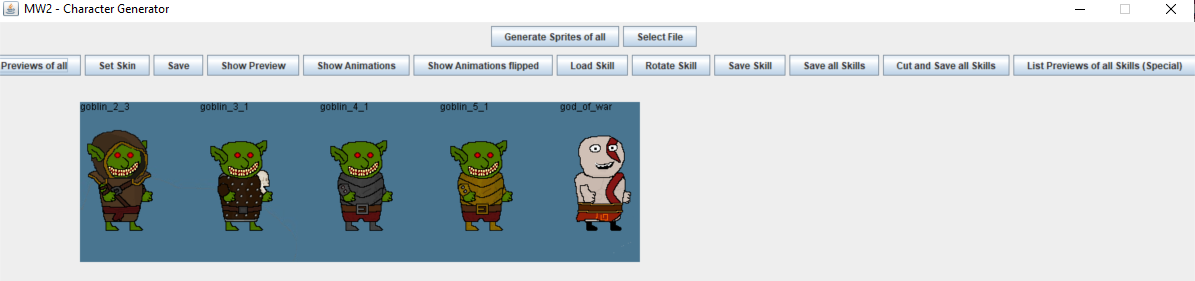 MW2 - Character Generator
Generate Sprites of all Select File
Previews of all Set Skin Save Show Preview Show Animations Show Animations flipped Load Skill Rotate Skill Save Skill Save all Skills Cut and Save all Skills List Previews of all Skills (Special)
goblin_2_3 goblin_3_1 goblin_4_1 goblin_5_1 god_of_war